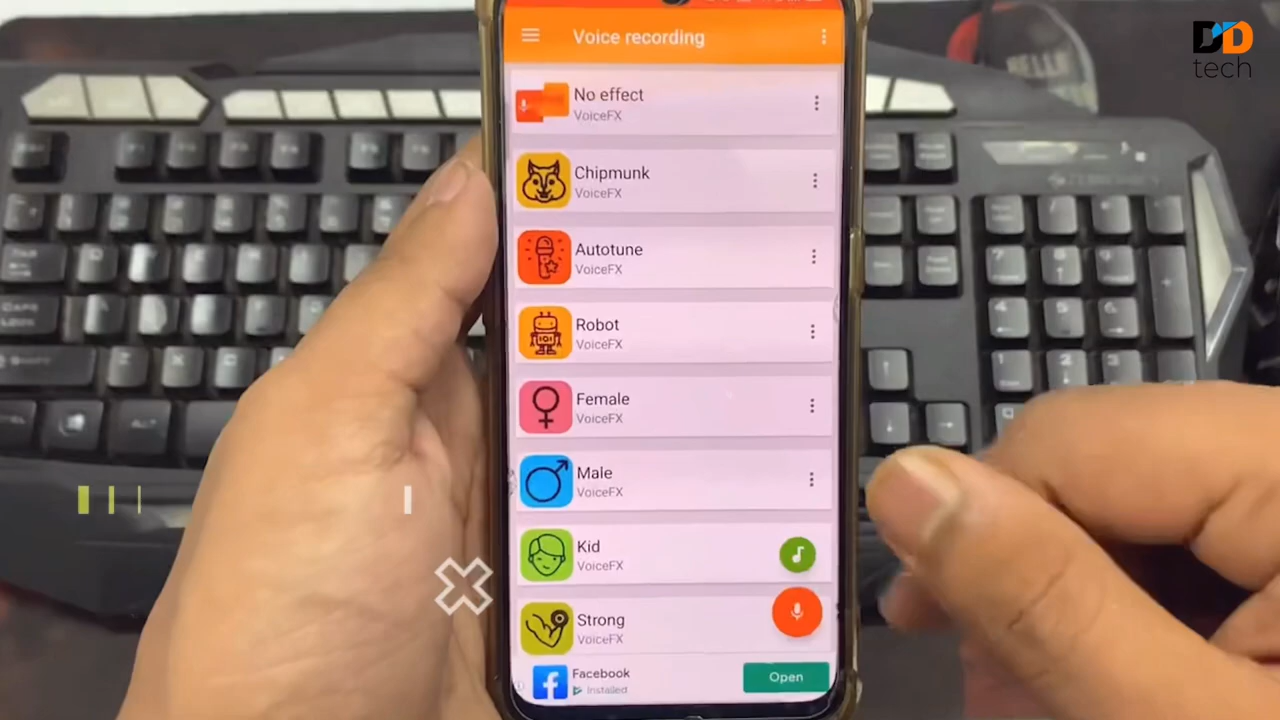 DD
tech
Voice recording
No effect
VoiceFX
Chipmunk
VoiceFX
Autotune
VoiceFX
Robot
VoiceFX
Female
VoiceFX
Male
VoiceFX
Kid
VoiceFX
Strong
VoiceFX
Facebook
Installed
Open